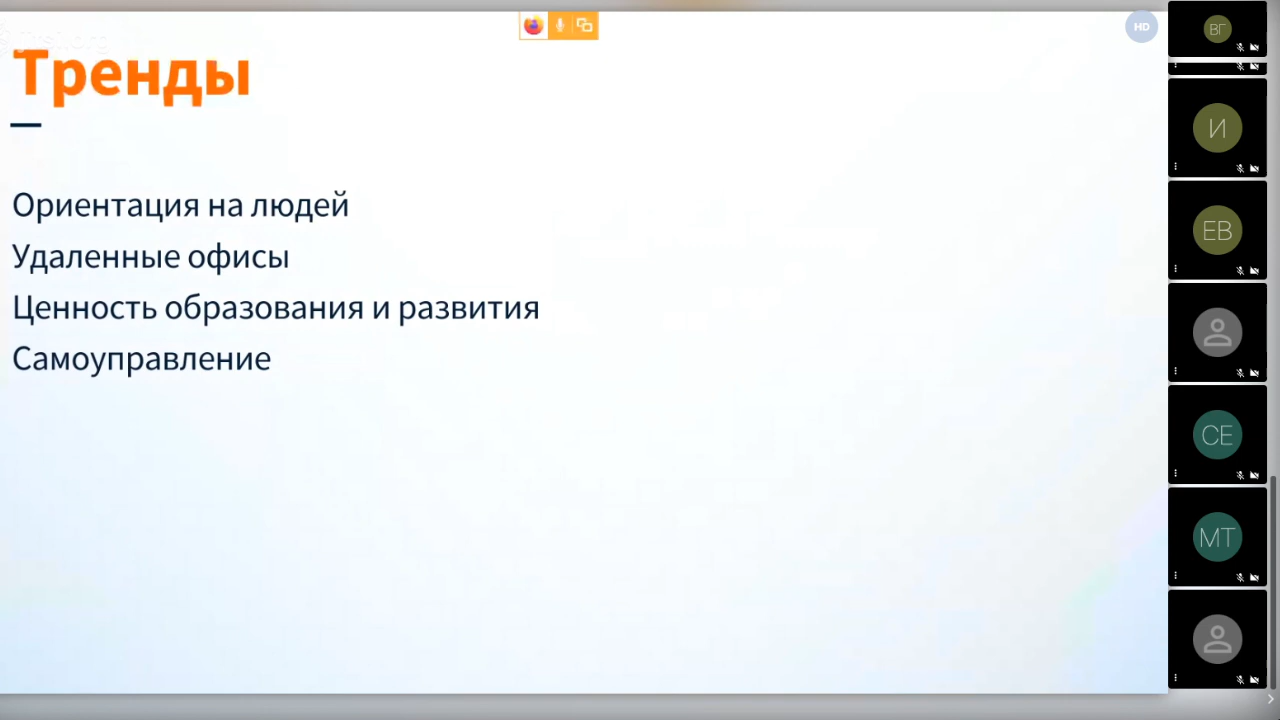 Тренды
Ориентация на людей
Удаленные офисы
Ценность образования и развития
Самоуправление
HD
ВГ
И
ЕВ
СЕ
МТ